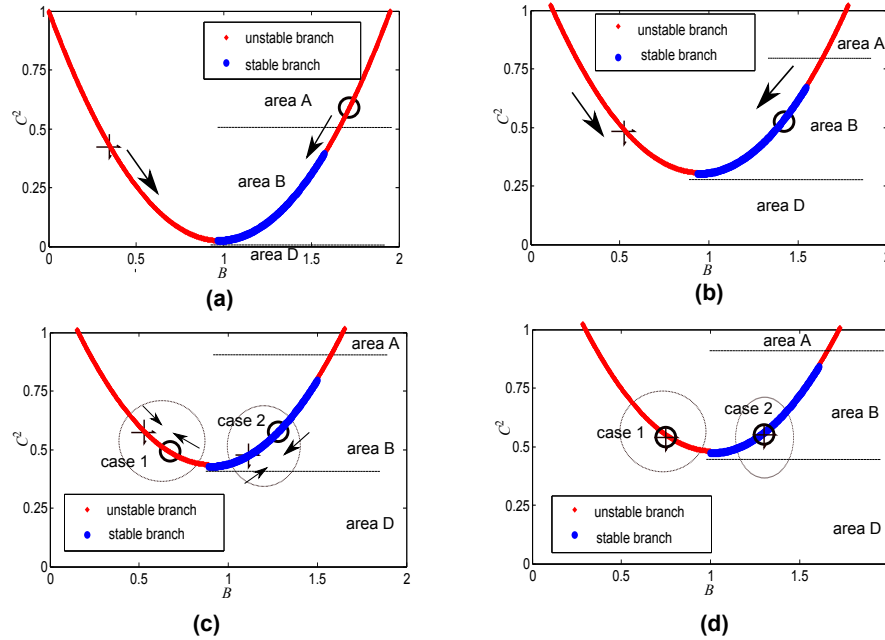 1
0.75
0.5
0.25
0
C²
unstable branch
stable branch
area A
area B
area D
0 0.5 1 1.5 2
B
(a)
1
0.75
0.5
0.25
0
C²
unstable branch
stable branch
area A
area B
area D
0 0.5 1 1.5
B
(b)
1
0.75
0.5
0.25
0
C²
area A
case 2
case 1
area B
unstable branch
stable branch
area D
0 0.5 1 1.5 2
B
(c)
1
0.75
0.5
0.25
0
C²
area A
case 2
case 1
area B
unstable branch
stable branch
area D
0 0.5 1 1.5
B
(d)